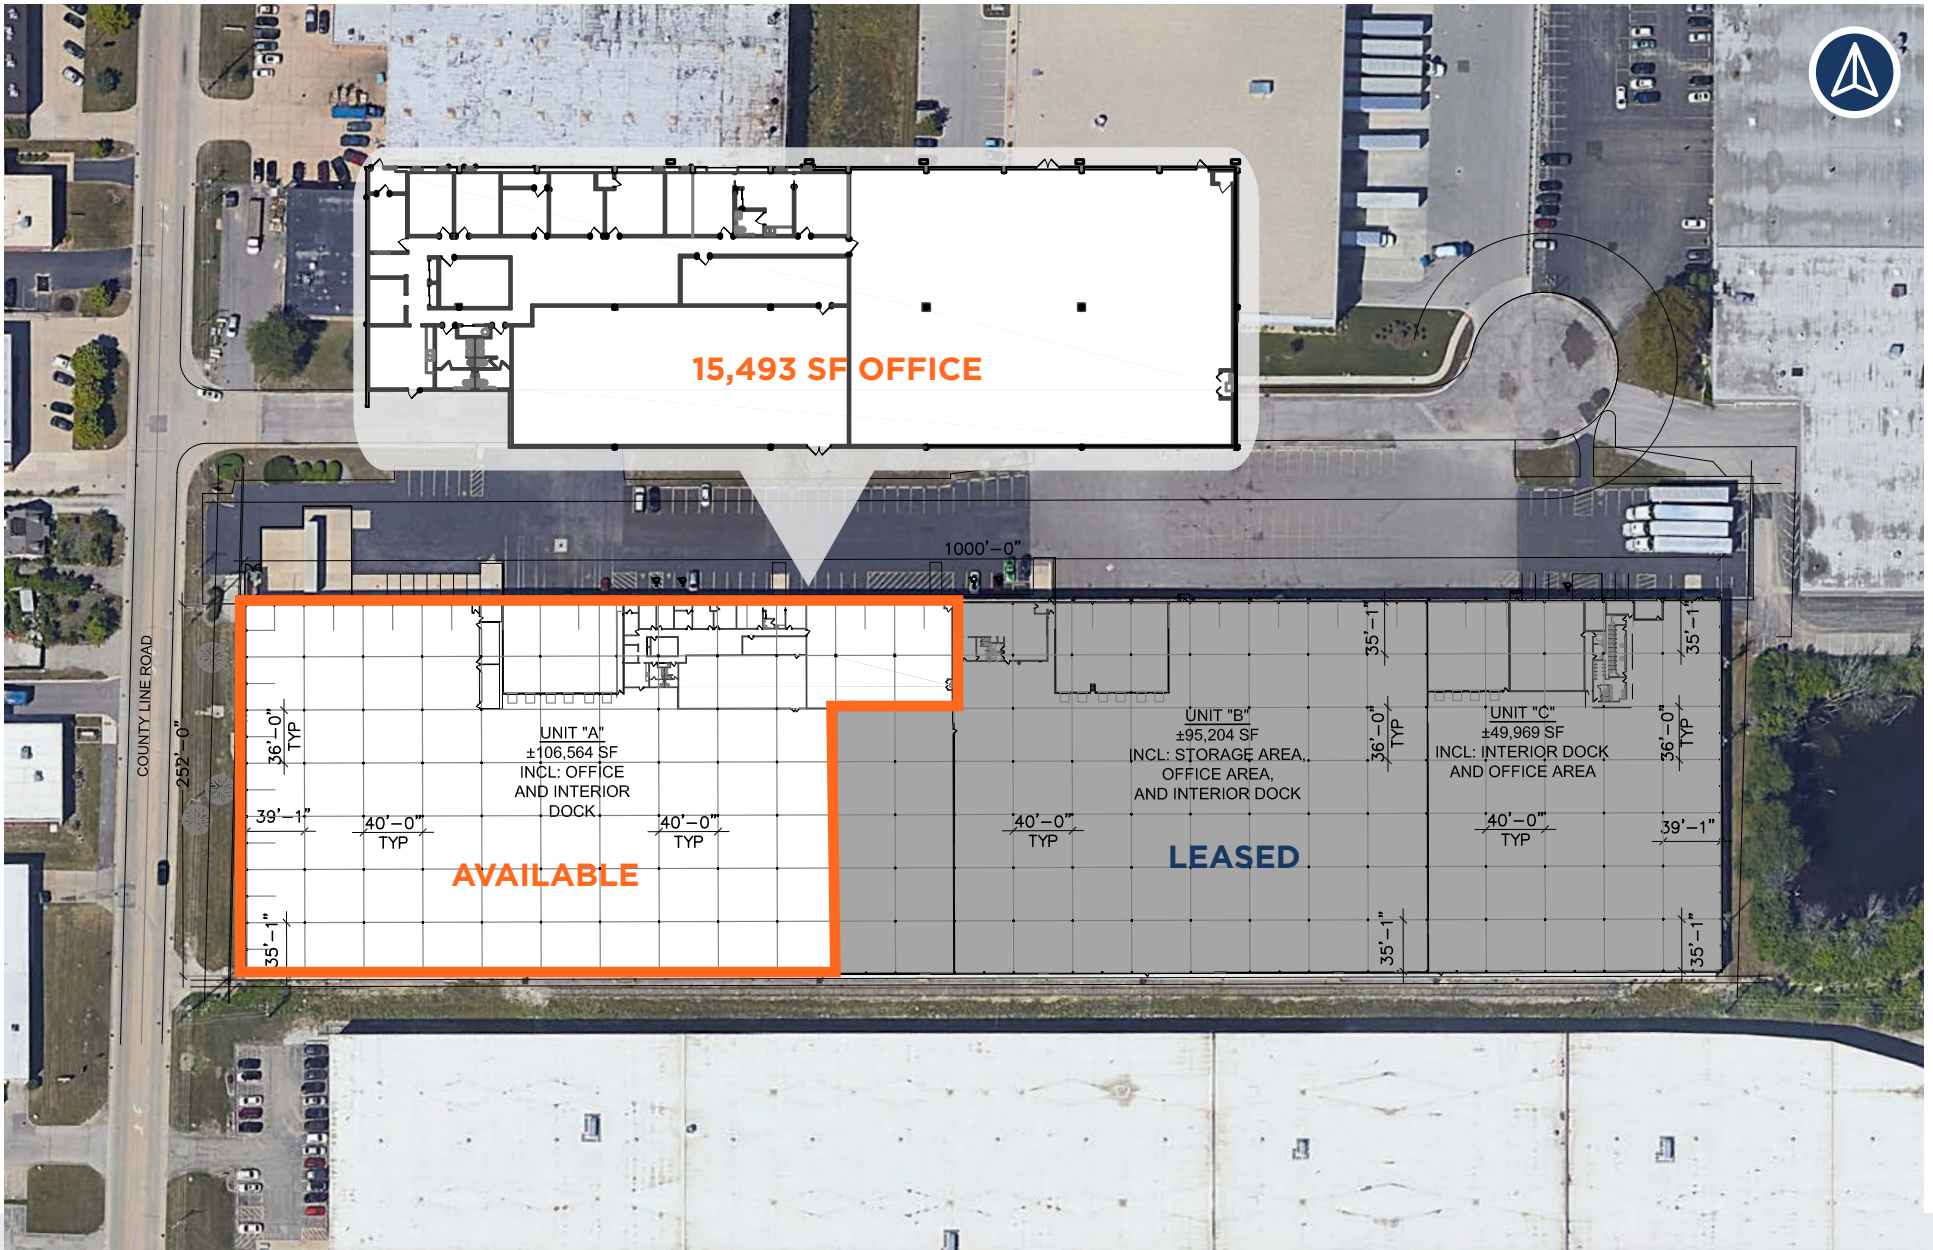 15,493 SF OFFICE
1000'-0"
COUNTY LINE ROAD
252'-0"
36'-0"
TYP
39'-1"
35'-1"
40'-0"
TYP
UNIT "A"
±106,564 SF
INCL: OFFICE
AND INTERIOR
DOCK
40'-0"
TYP
AVAILABLE
UNIT "B"
±95,204 SF
INCL: STORAGE AREA,
OFFICE AREA,
AND INTERIOR DOCK
40'-0"
TYP
LEASED
35'-1"
36'-0"
TYP
35'-1"
UNIT "C"
±49,969 SF
INCL: INTERIOR DOCK
AND OFFICE AREA
40'-0"
TYP
35'-1"
36'-0"
TYP
39'-1"
35'-1"